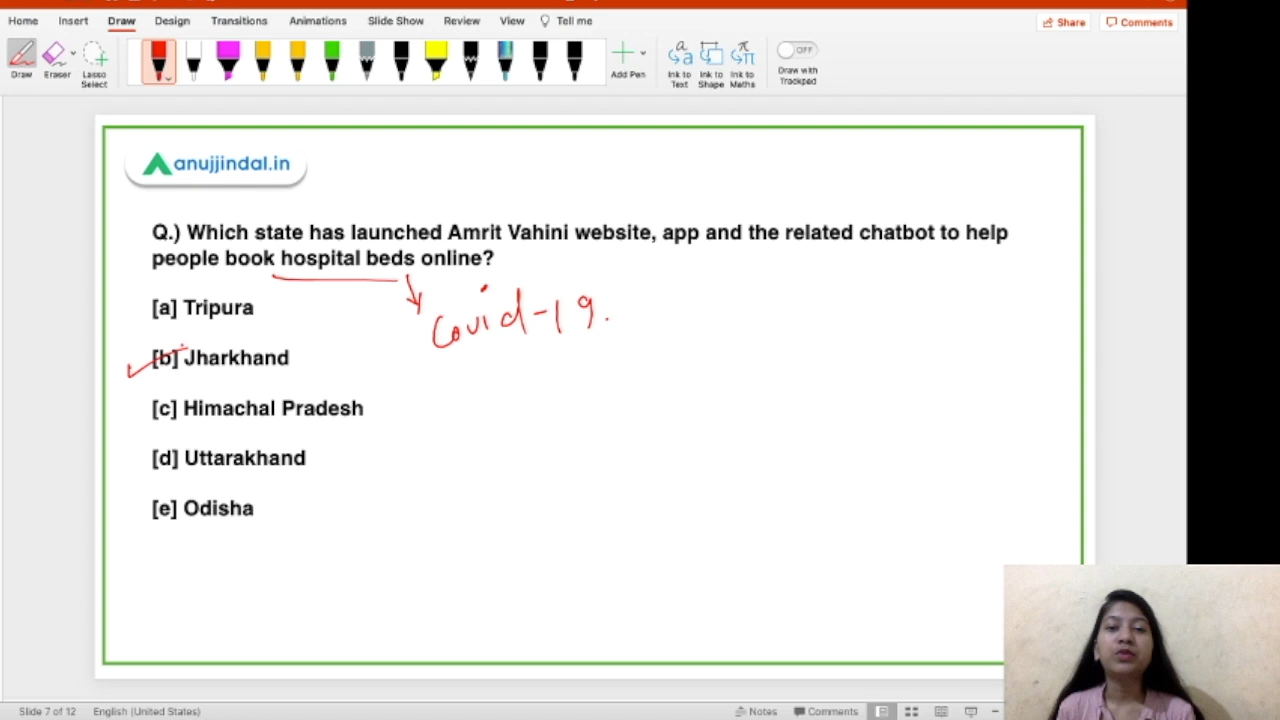 Home Insert Draw Design Transitions Animations Slide Show Review View Tell me Share Comments
Draw Eraser Lasso Select Add Pen Ink to Text Ink to Shape Ink to Maths OFF Draw with Trackpad
anujjindal.in
Q.) Which state has launched Amrit Vahini website, app and the related chatbot to help
people book hospital beds online?
[a] Tripura
Covid-19.
[b] Jharkhand
[c] Himachal Pradesh
[d] Uttarakhand
[e] Odisha
Slide 7 of 12 English (United States) Notes Comments